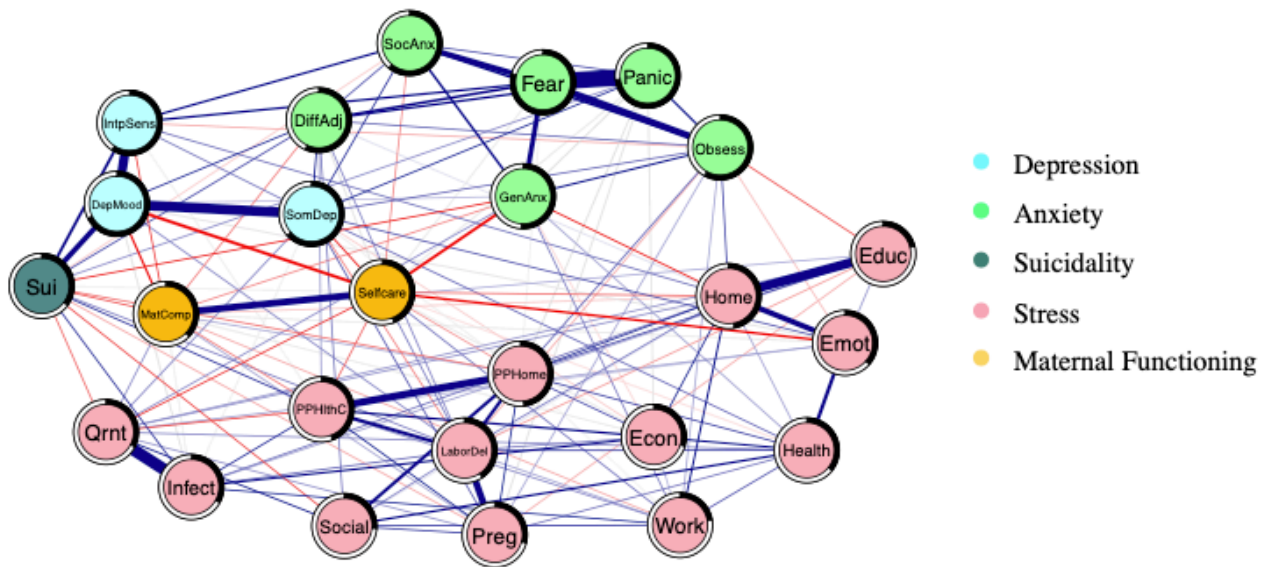 SocAnx
Fear
Panic
IntpSens
DiffAdj
Obsess
DepMood
SomDep
GenAnx
Sui
MatComp
Selfcare
Home
Educ
Emot
PPHome
PPHlthC
Qrnt
LaborDel
Econ
Health
Infect
Social
Preg
Work
Depression
Anxiety
Suicidality
Stress
Maternal Functioning